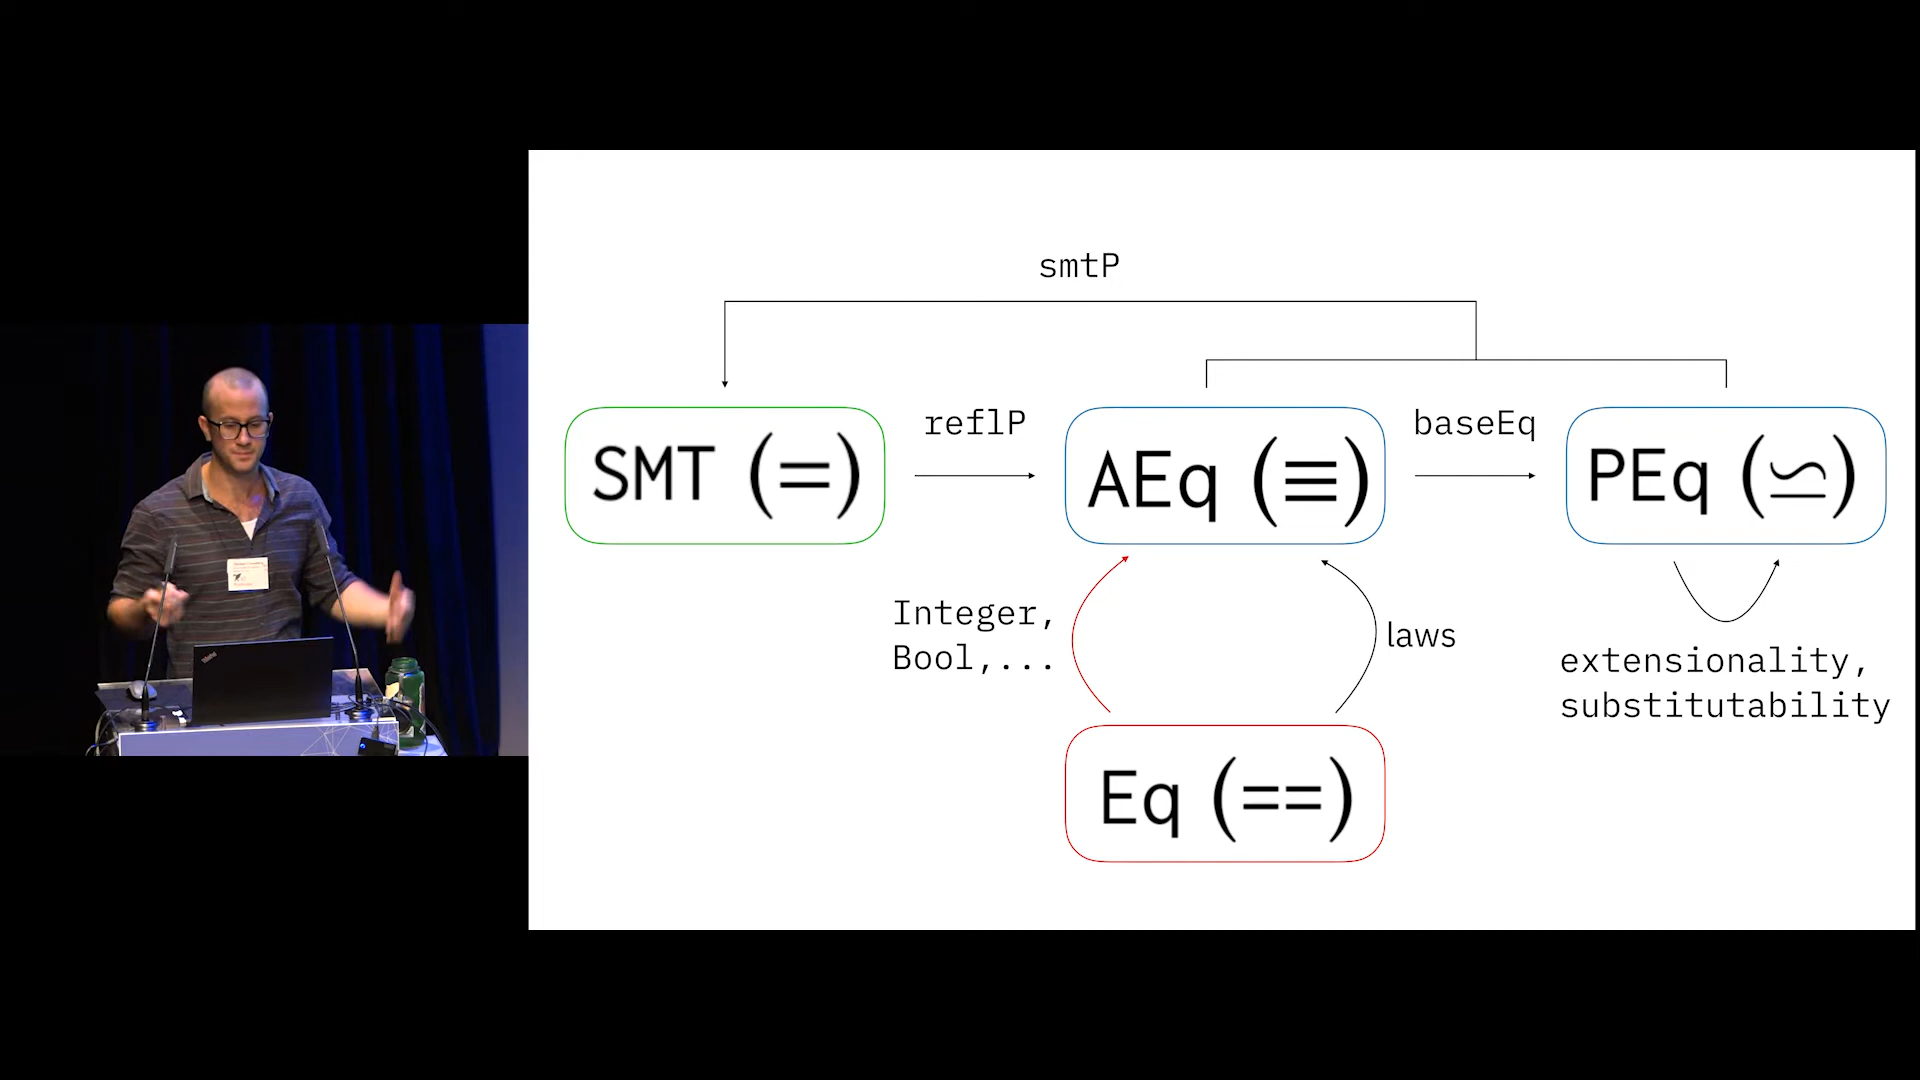 smtP
reflP
baseEq
SMT (=)
AEq (≡)
PEq (≌)
Integer,
Bool,...
laws
extensionality,
substitutability
Eq (==)